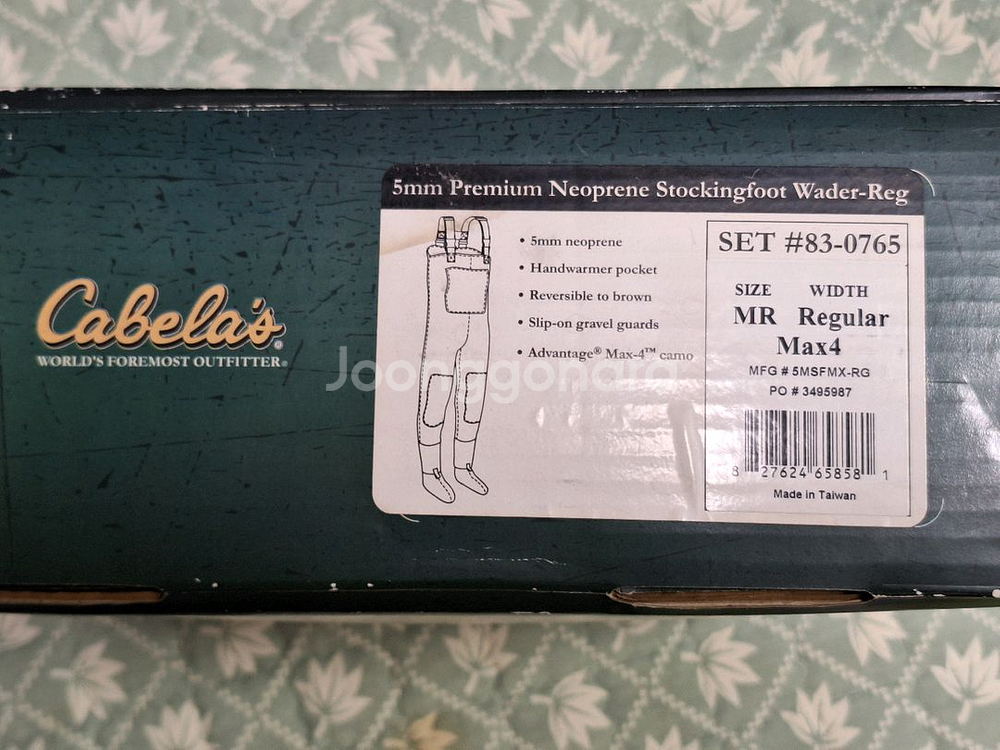 Cabela's®
WORLD'S FOREMOST OUTFITTER®
5mm Premium Neoprene Stockingfoot Wader-Reg
• 5mm neoprene
• Handwarmer pocket
• Reversible to brown
• Slip-on gravel guards
• Advantage® Max-4™ camo
SET #83-0765
SIZE WIDTH
MR Regular
Max4
MFG # 5MSFMX-RG
PO # 3495987
8 27624 65858 1
Made in Taiwan
Joonggonara